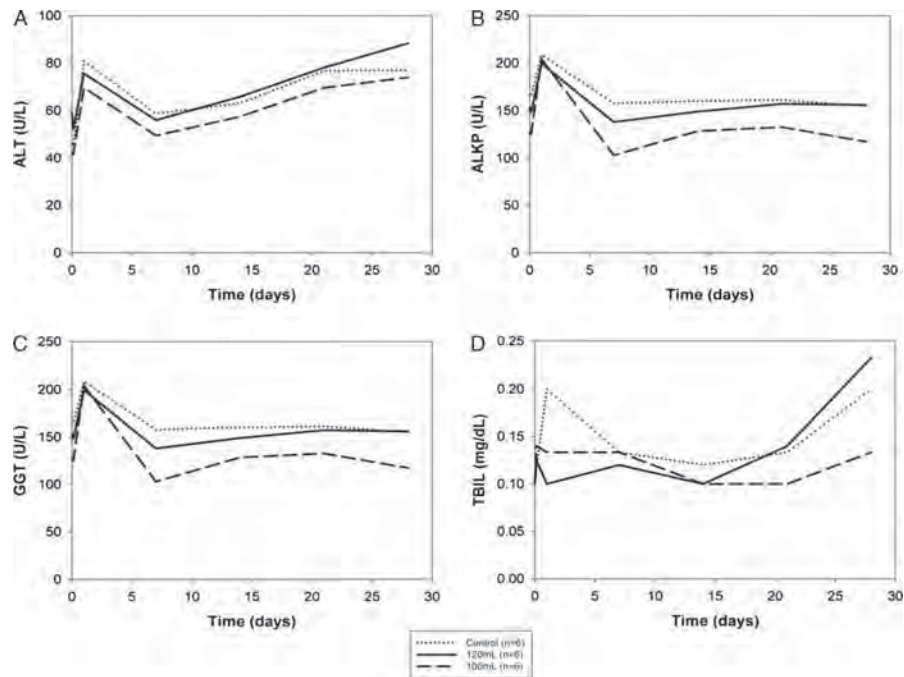 A
100
80
60
40
20
0
ALT (U/L)
0 5 10 15 20 25 30
Time (days)
B
250
200
150
100
50
0
ALKP (U/L)
0 5 10 15 20 25 30
Time (days)
C
250
200
150
100
50
0
GGT (U/L)
0 5 10 15 20 25 30
Time (days)
D
0.25
0.20
0.15
0.10
0.05
0.00
TBIL (mg/dL)
0 5 10 15 20 25 30
Time (days)
Control (n=6)
120mL (n=6)
100mL (n=6)